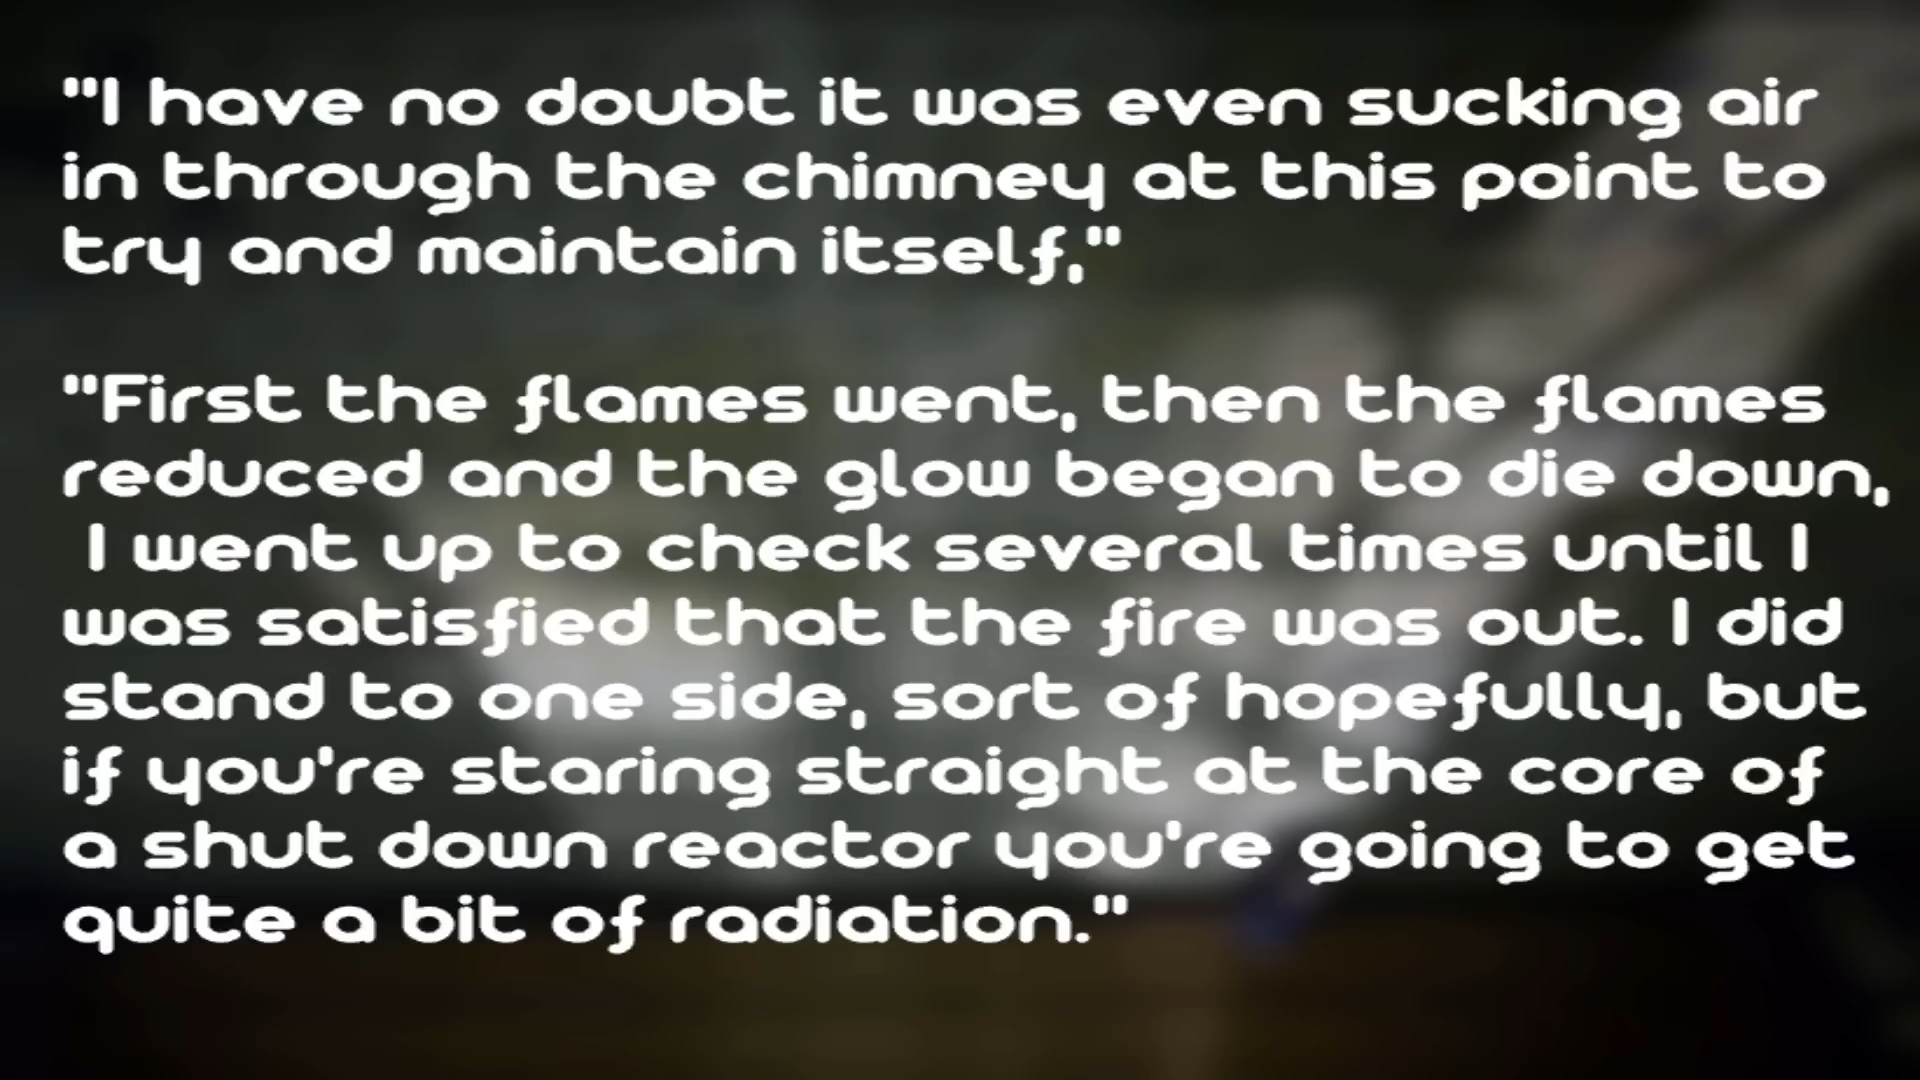 "I have no doubt it was even sucking air
in through the chimney at this point to
try and maintain itself,"
"First the flames went, then the flames
reduced and the glow began to die down,
I went up to check several times until I
was satisfied that the fire was out. I did
stand to one side, sort of hopefully, but
if you're staring straight at the core of
a shut down reactor you're going to get
quite a bit of radiation."